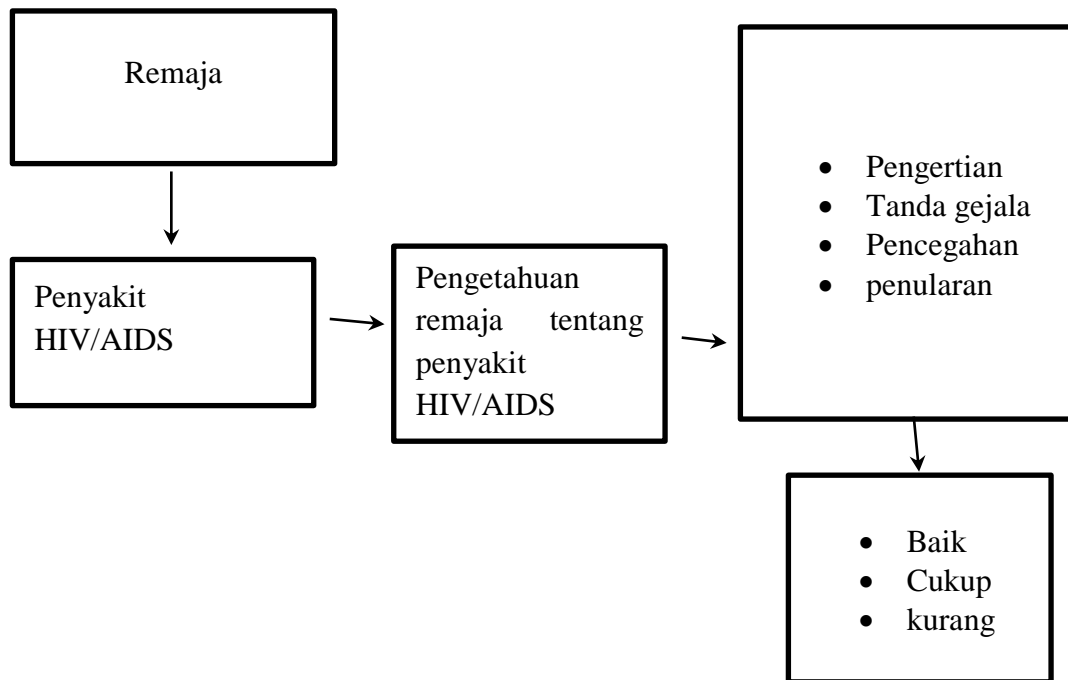 Remaja
Penyakit
HIV/AIDS
Pengetahuan
remaja tentang
penyakit
HIV/AIDS
• Pengertian
• Tanda gejala
• Pencegahan
• penularan
• Baik
• Cukup
• kurang